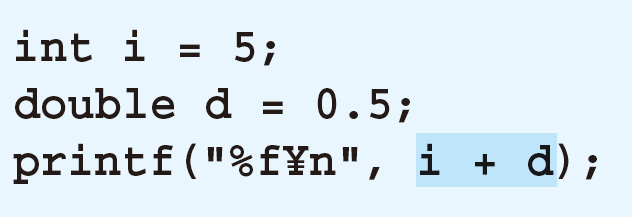 int i = 5;
double d = 0.5;
printf("%f¥n", i + d);